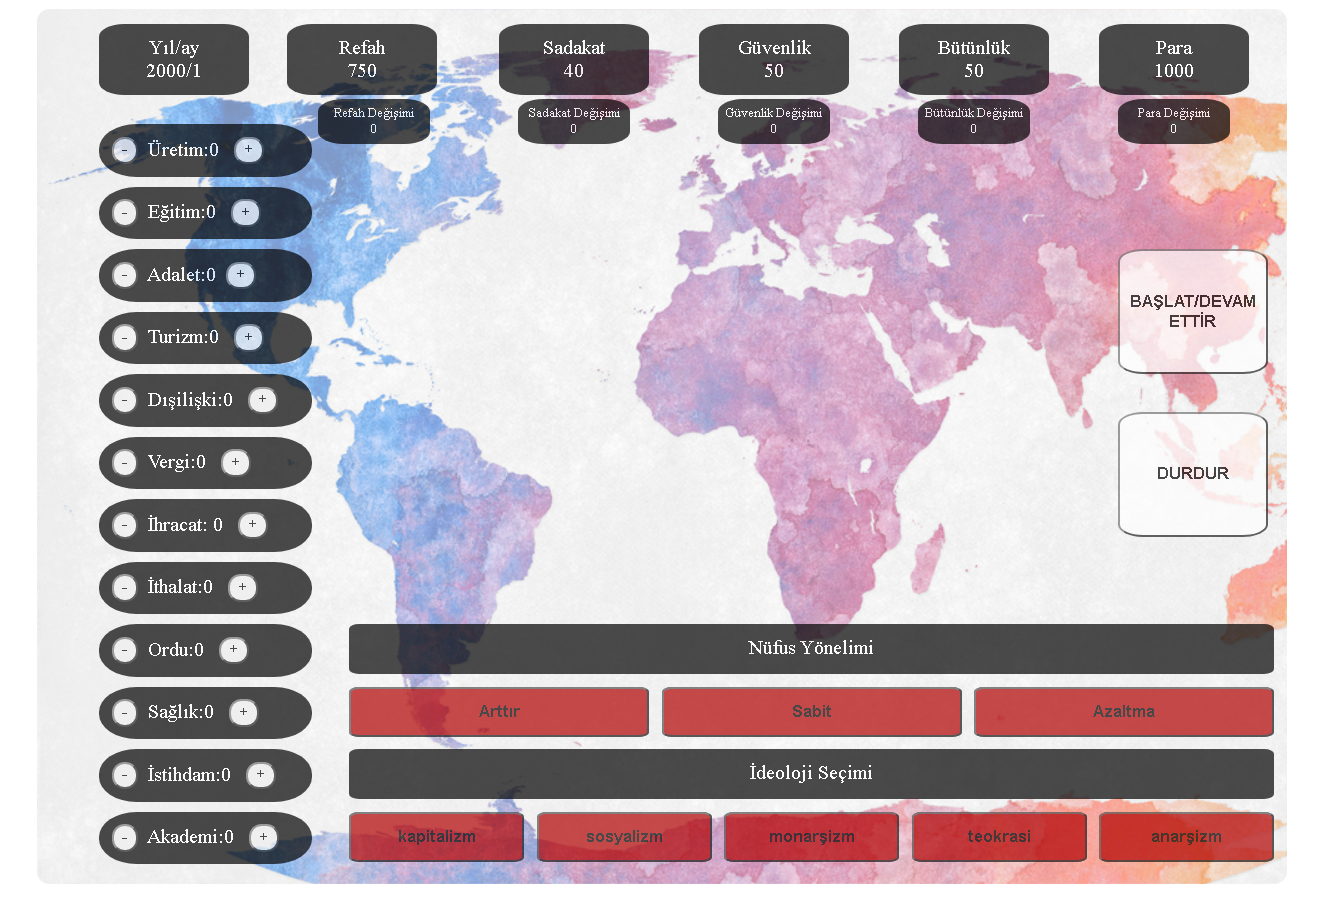 Yıl/ay
2000/1
Refah
750
Sadakat
40
Güvenlik
50
Bütünlük
50
Para
1000
Refah Değişimi
0
Sadakat Değişimi
0
Güvenlik Değişimi
0
Bütünlük Değişimi
0
Para Değişimi
0
- Üretim:0 +
- Eğitim:0 +
- Adalet:0 +
- Turizm:0 +
- Dışilişki:0 +
- Vergi:0 +
- İhracat: 0 +
- İthalat:0 +
- Ordu:0 +
- Sağlık:0 +
- İstihdam:0 +
- Akademi:0 +
BAŞLAT/DEVAM
ETTİR
DURDUR
Nüfus Yönelimi
Arttır
Sabit
Azaltma
İdeoloji Seçimi
kapitalizm
sosyalizm
monarşizm
teokrasi
anarşizm